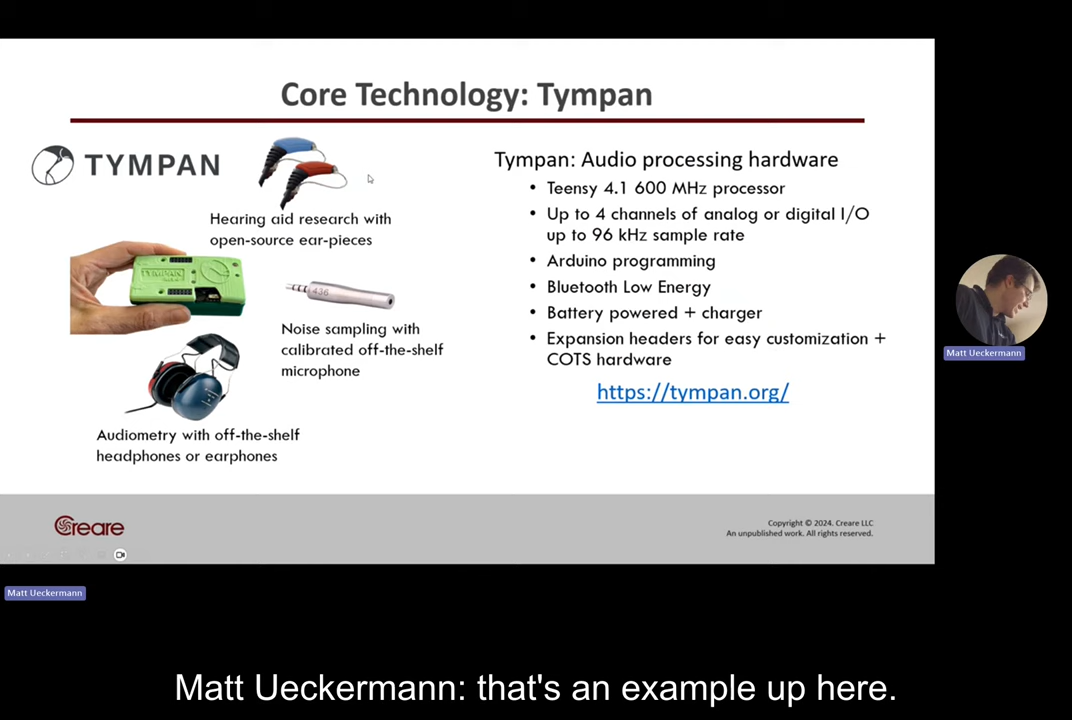 Core Technology: Tympan
TYMPAN
Hearing aid research with
open-source ear-pieces
TYMPAN
436
Noise sampling with
calibrated off-the-shelf
microphone
Audiometry with off-the-shelf
headphones or earphones
Tympan: Audio processing hardware
• Teensy 4.1 600 MHz processor
• Up to 4 channels of analog or digital I/O
up to 96 kHz sample rate
• Arduino programming
• Bluetooth Low Energy
• Battery powered + charger
• Expansion headers for easy customization +
COTS hardware
https://tympan.org/
Matt Ueckermann
Creare
Copyright © 2024. Creare LLC
An unpublished work. All rights reserved.
Matt Ueckermann
Matt Ueckermann: that's an example up here.